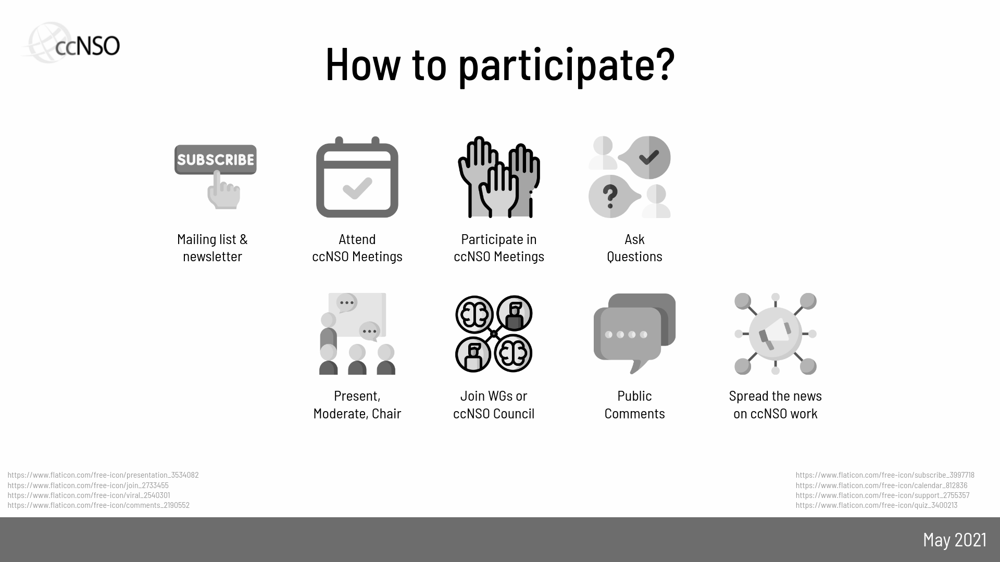 ccNSO
How to participate?
SUBSCRIBE
Mailing list &
newsletter
Attend
ccNSO Meetings
Participate in
ccNSO Meetings
Ask
Questions
Present,
Moderate, Chair
Join WGs or
ccNSO Council
Public
Comments
Spread the news
on ccNSO work
https://www.flaticon.com/free-icon/presentation_3534082
https://www.flaticon.com/free-icon/join_2733455
https://www.flaticon.com/free-icon/viral_2540301
https://www.flaticon.com/free-icon/comments_2190552
https://www.flaticon.com/free-icon/subscribe_3997718
https://www.flaticon.com/free-icon/calendar_812836
https://www.flaticon.com/free-icon/support_2755357
https://www.flaticon.com/free-icon/quiz_3400213
May 2021